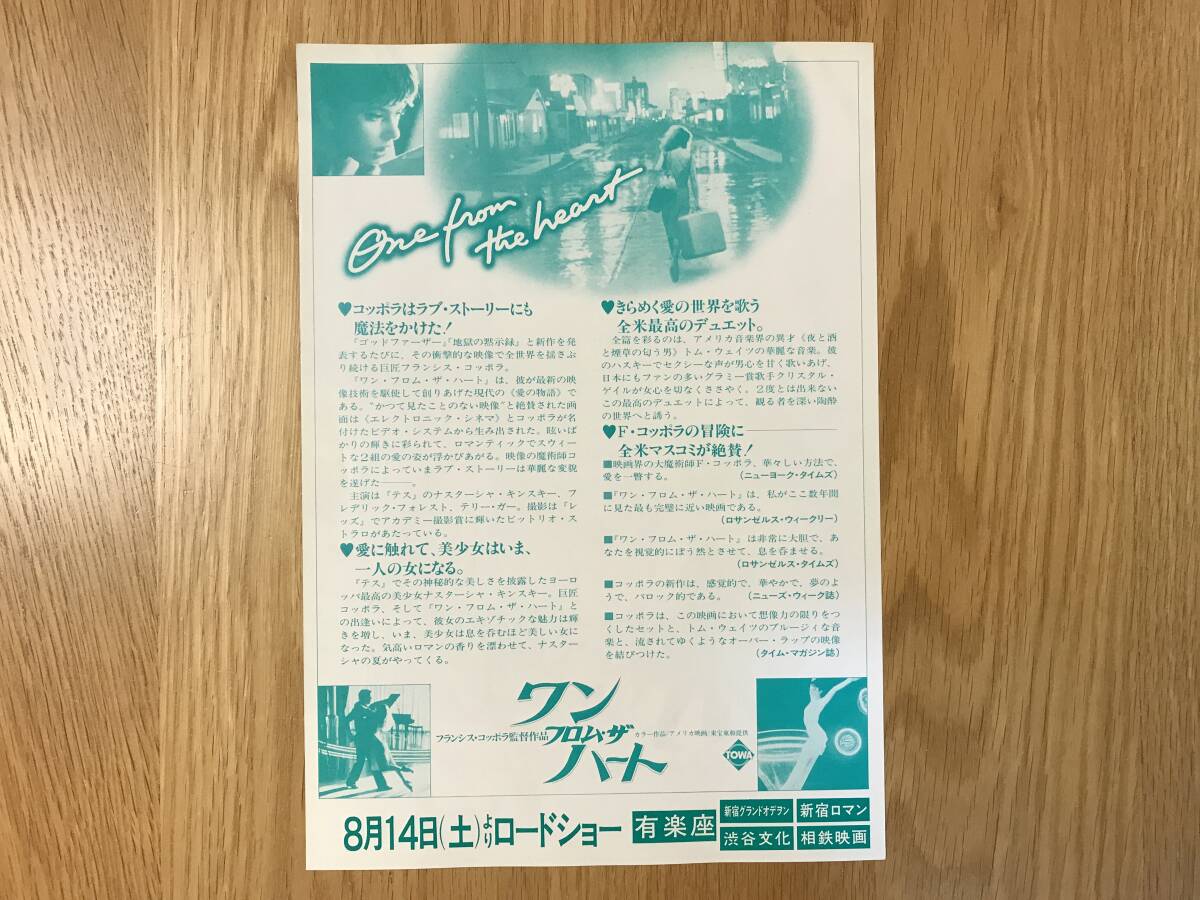 One from
the heart
♥コッポラはラブ・ストーリーにも
魔法をかけた！
『ゴッドファーザー』『地獄の黙示録』と新作を発
表するたびに、その衝撃的な映像で全世界を揺さぶ
り続ける巨匠フランシス・コッポラ。
『ワン・フロム・ザ・ハート』は、彼が最新の映
像技術を駆使して創りあげた現代の《愛の物語》で
ある。“かつて見たことのない映像”と絶賛された画
面は《エレクトロニック・シネマ》とコッポラが名
付けたビデオ・システムから生み出された。眩いば
かりの輝きに彩られて、ロマンティックでスウィー
トな2組の愛の姿が浮かびあがる。映像の魔術師コ
ッポラによっていまラブ・ストーリーは華麗な変貌
を遂げた———。
主演は『テス』のナスターシャ・キンスキー、フ
レデリック・フォレスト、テリー・ガー。撮影は『レ
ッズ』でアカデミー撮影賞に輝いたビットリオ・ス
トラロがあたっている。
♥愛に触れて、美少女はいま、
一人の女になる。
『テス』でその神秘的な美しさを披露したヨーロ
ッパ最高の美少女ナスターシャ・キンスキー。巨匠
コッポラ、そして『ワン・フロム・ザ・ハート』と
の出逢いによって、彼女のエキゾチックな魅力は輝
きを増し、いま、美少女は息を呑むほど美しい女に
なった。気高いロマンの香りを漂わせて、ナスター
シャの夏がやってくる。
♥きらめく愛の世界を歌う
全米最高のデュエット。
全篇を彩るのは、アメリカ音楽界の異才《夜と酒
と煙草の匂う男》トム・ウェイツの華麗な音楽。彼
のハスキーでセクシーな声が男心を甘く歌いあげ、
日本にもファンの多いグラミー賞歌手クリスタル・
ゲイルが女心を切なくささやく。2度とは出来ない
この最高のデュエットによって、観る者を深い陶酔
の世界へと誘う。
♥F・コッポラの冒険に———
全米マスコミが絶賛！
■映画界の大魔術師F・コッポラ、華々しい方法で、
愛を一瞥する。（ニューヨーク・タイムズ）
■『ワン・フロム・ザ・ハート』は、私がここ数年間
に見た最も完璧に近い映画である。
（ロサンゼルス・ウィークリー）
■『ワン・フロム・ザ・ハート』は非常に大胆で、あ
なたを視覚的にぼう然とさせて、息を呑ませる。
（ロサンゼルス・タイムズ）
■コッポラの新作は、感覚的で、華やかで、夢のよ
うで、バロック的である。（ニューズ・ウィーク誌）
■コッポラは、この映画において想像力の限りをつ
くしたセットと、トム・ウェイツのブルージィな音
楽と、流されてゆくようなオーバー・ラップの映像
を結びつけた。（タイム・マガジン誌）
ワン
フランシス・コッポラ監督作品 フロム・ザ カラー作品/アメリカ映画/東宝東和提供
ハート
TOWA
8月14日(土)よりロードショー
有楽座
新宿グランドオデヲン 新宿ロマン
渋谷文化 相鉄映画